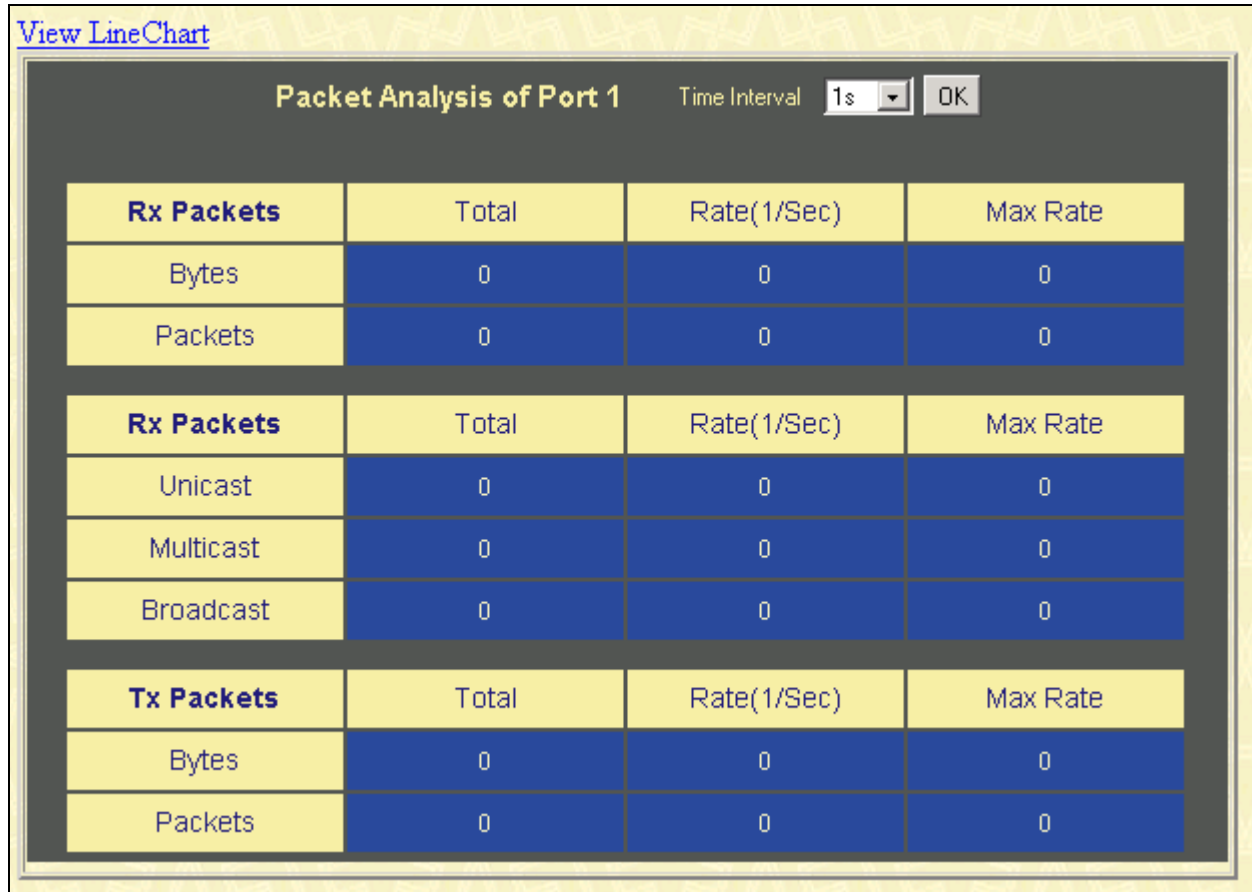 View LineChart
Packet Analysis of Port 1 Time Interval 1s OK
Rx Packets Total Rate(1/Sec) Max Rate
Bytes 0 0 0
Packets 0 0 0
Rx Packets Total Rate(1/Sec) Max Rate
Unicast 0 0 0
Multicast 0 0 0
Broadcast 0 0 0
Tx Packets Total Rate(1/Sec) Max Rate
Bytes 0 0 0
Packets 0 0 0